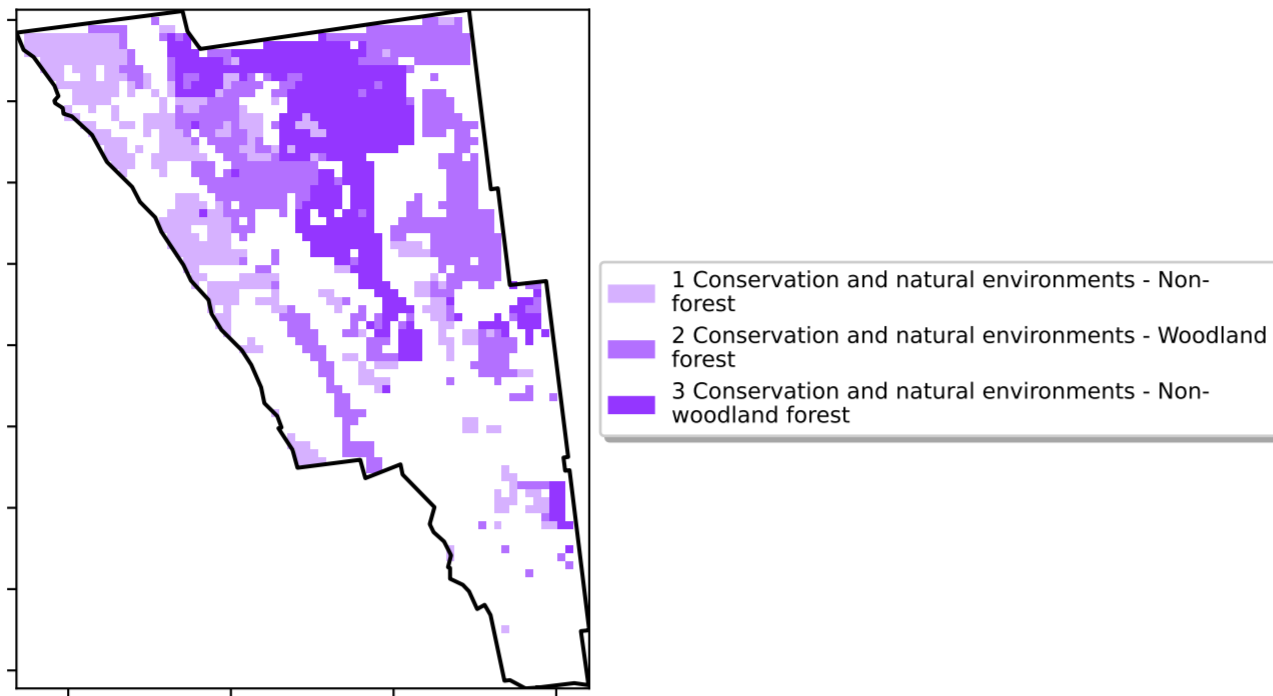 1 Conservation and natural environments - Non-
forest
2 Conservation and natural environments - Woodland
forest
3 Conservation and natural environments - Non-
woodland forest